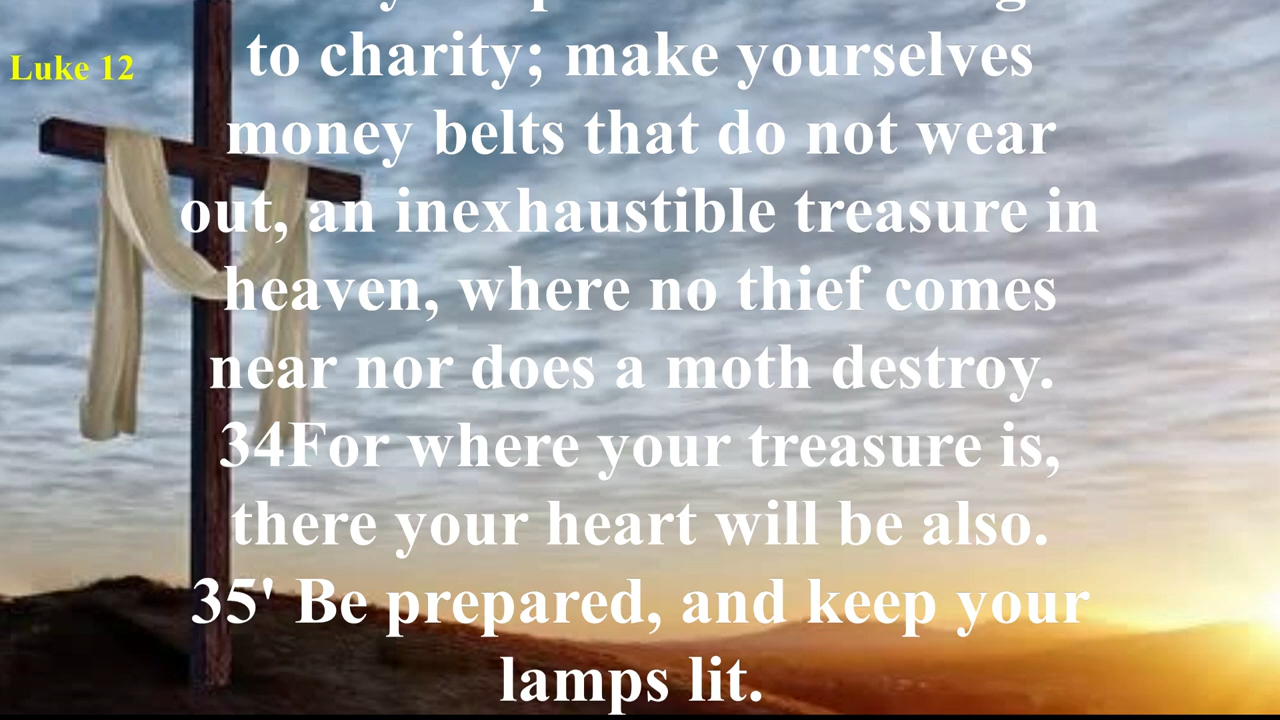 Luke 12
to charity; make yourselves
money belts that do not wear
out, an inexhaustible treasure in
heaven, where no thief comes
near nor does a moth destroy.
34For where your treasure is,
there your heart will be also.
35' Be prepared, and keep your
lamps lit.